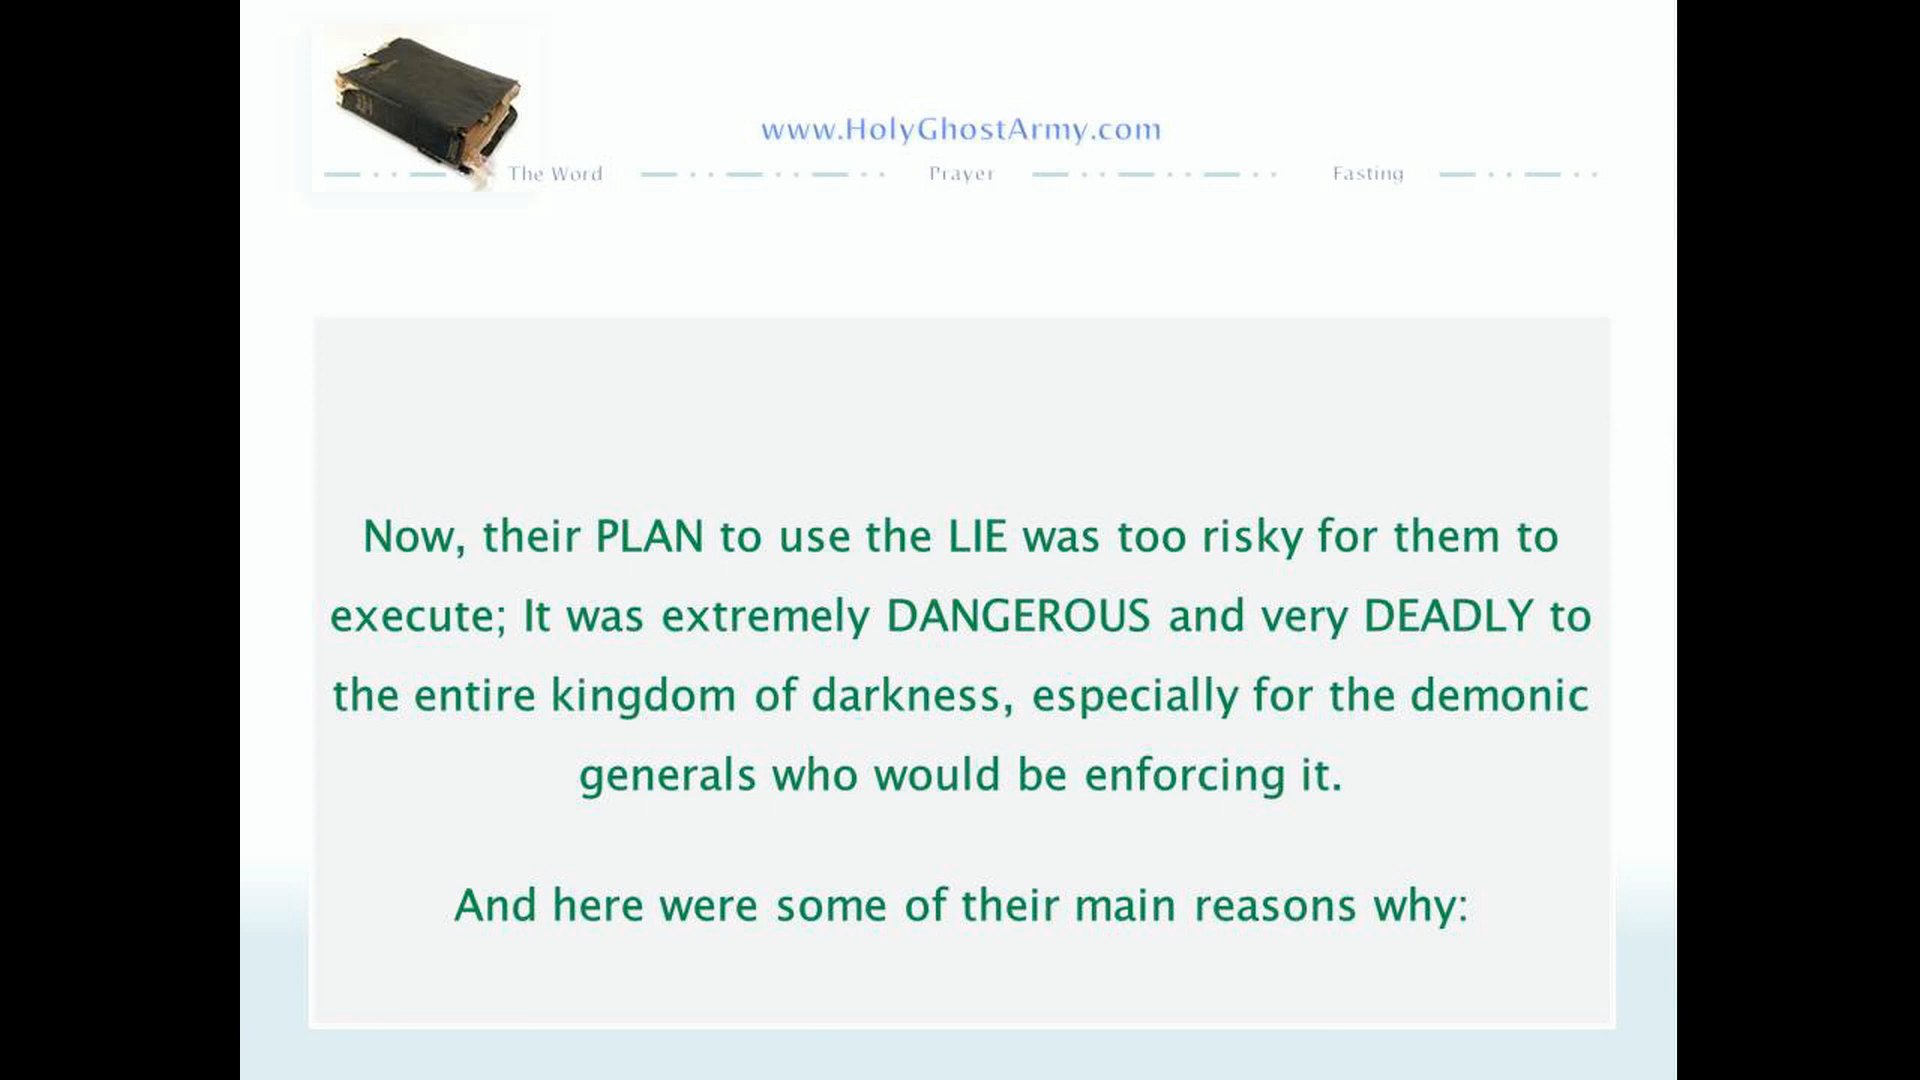 www.HolyGhostArmy.com
The Word Prayer Fasting
Now, their PLAN to use the LIE was too risky for them to
execute; It was extremely DANGEROUS and very DEADLY to
the entire kingdom of darkness, especially for the demonic
generals who would be enforcing it.
And here were some of their main reasons why: